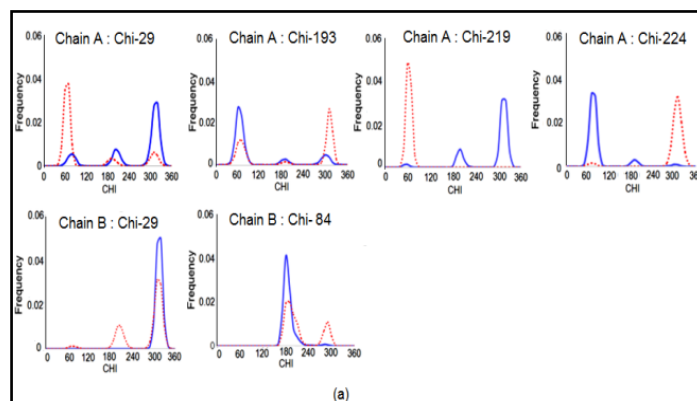 Chain A : Chi-29
Chain A : Chi-193
Chain A : Chi-219
Chain A : Chi-224
Frequency
0.06
0.04
0.02
0
0 60 120 180 240 300 360
CHI
Frequency
0.06
0.04
0.02
0
0 60 120 180 240 300 360
CHI
Frequency
0.06
0.04
0.02
0
0 60 120 180 240 300 360
CHI
Frequency
0.06
0.04
0.02
0
0 60 120 180 240 300 360
CHI
Chain B : Chi-29
Chain B : Chi- 84
Frequency
0.06
0.04
0.02
0
0 60 120 180 240 300 360
CHI
Frequency
0.06
0.04
0.02
0
0 60 120 180 240 300 360
CHI
(a)